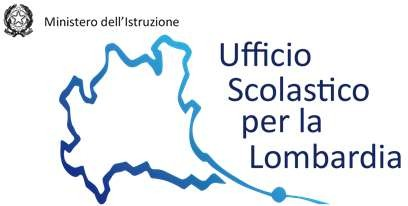 Ministero dell'Istruzione
Ufficio
Scolastico
per la
Lombardia